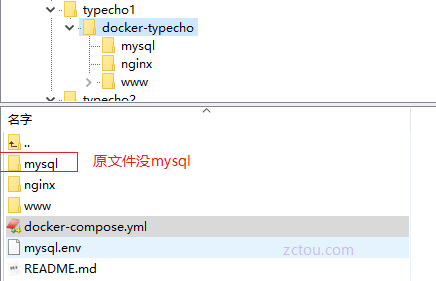 typecho1
docker-typecho
mysql
nginx
www
typecho2
名字
..
mysql
原文件没mysql
nginx
www
docker-compose.yml
mysql.env
zctou.com
README.md